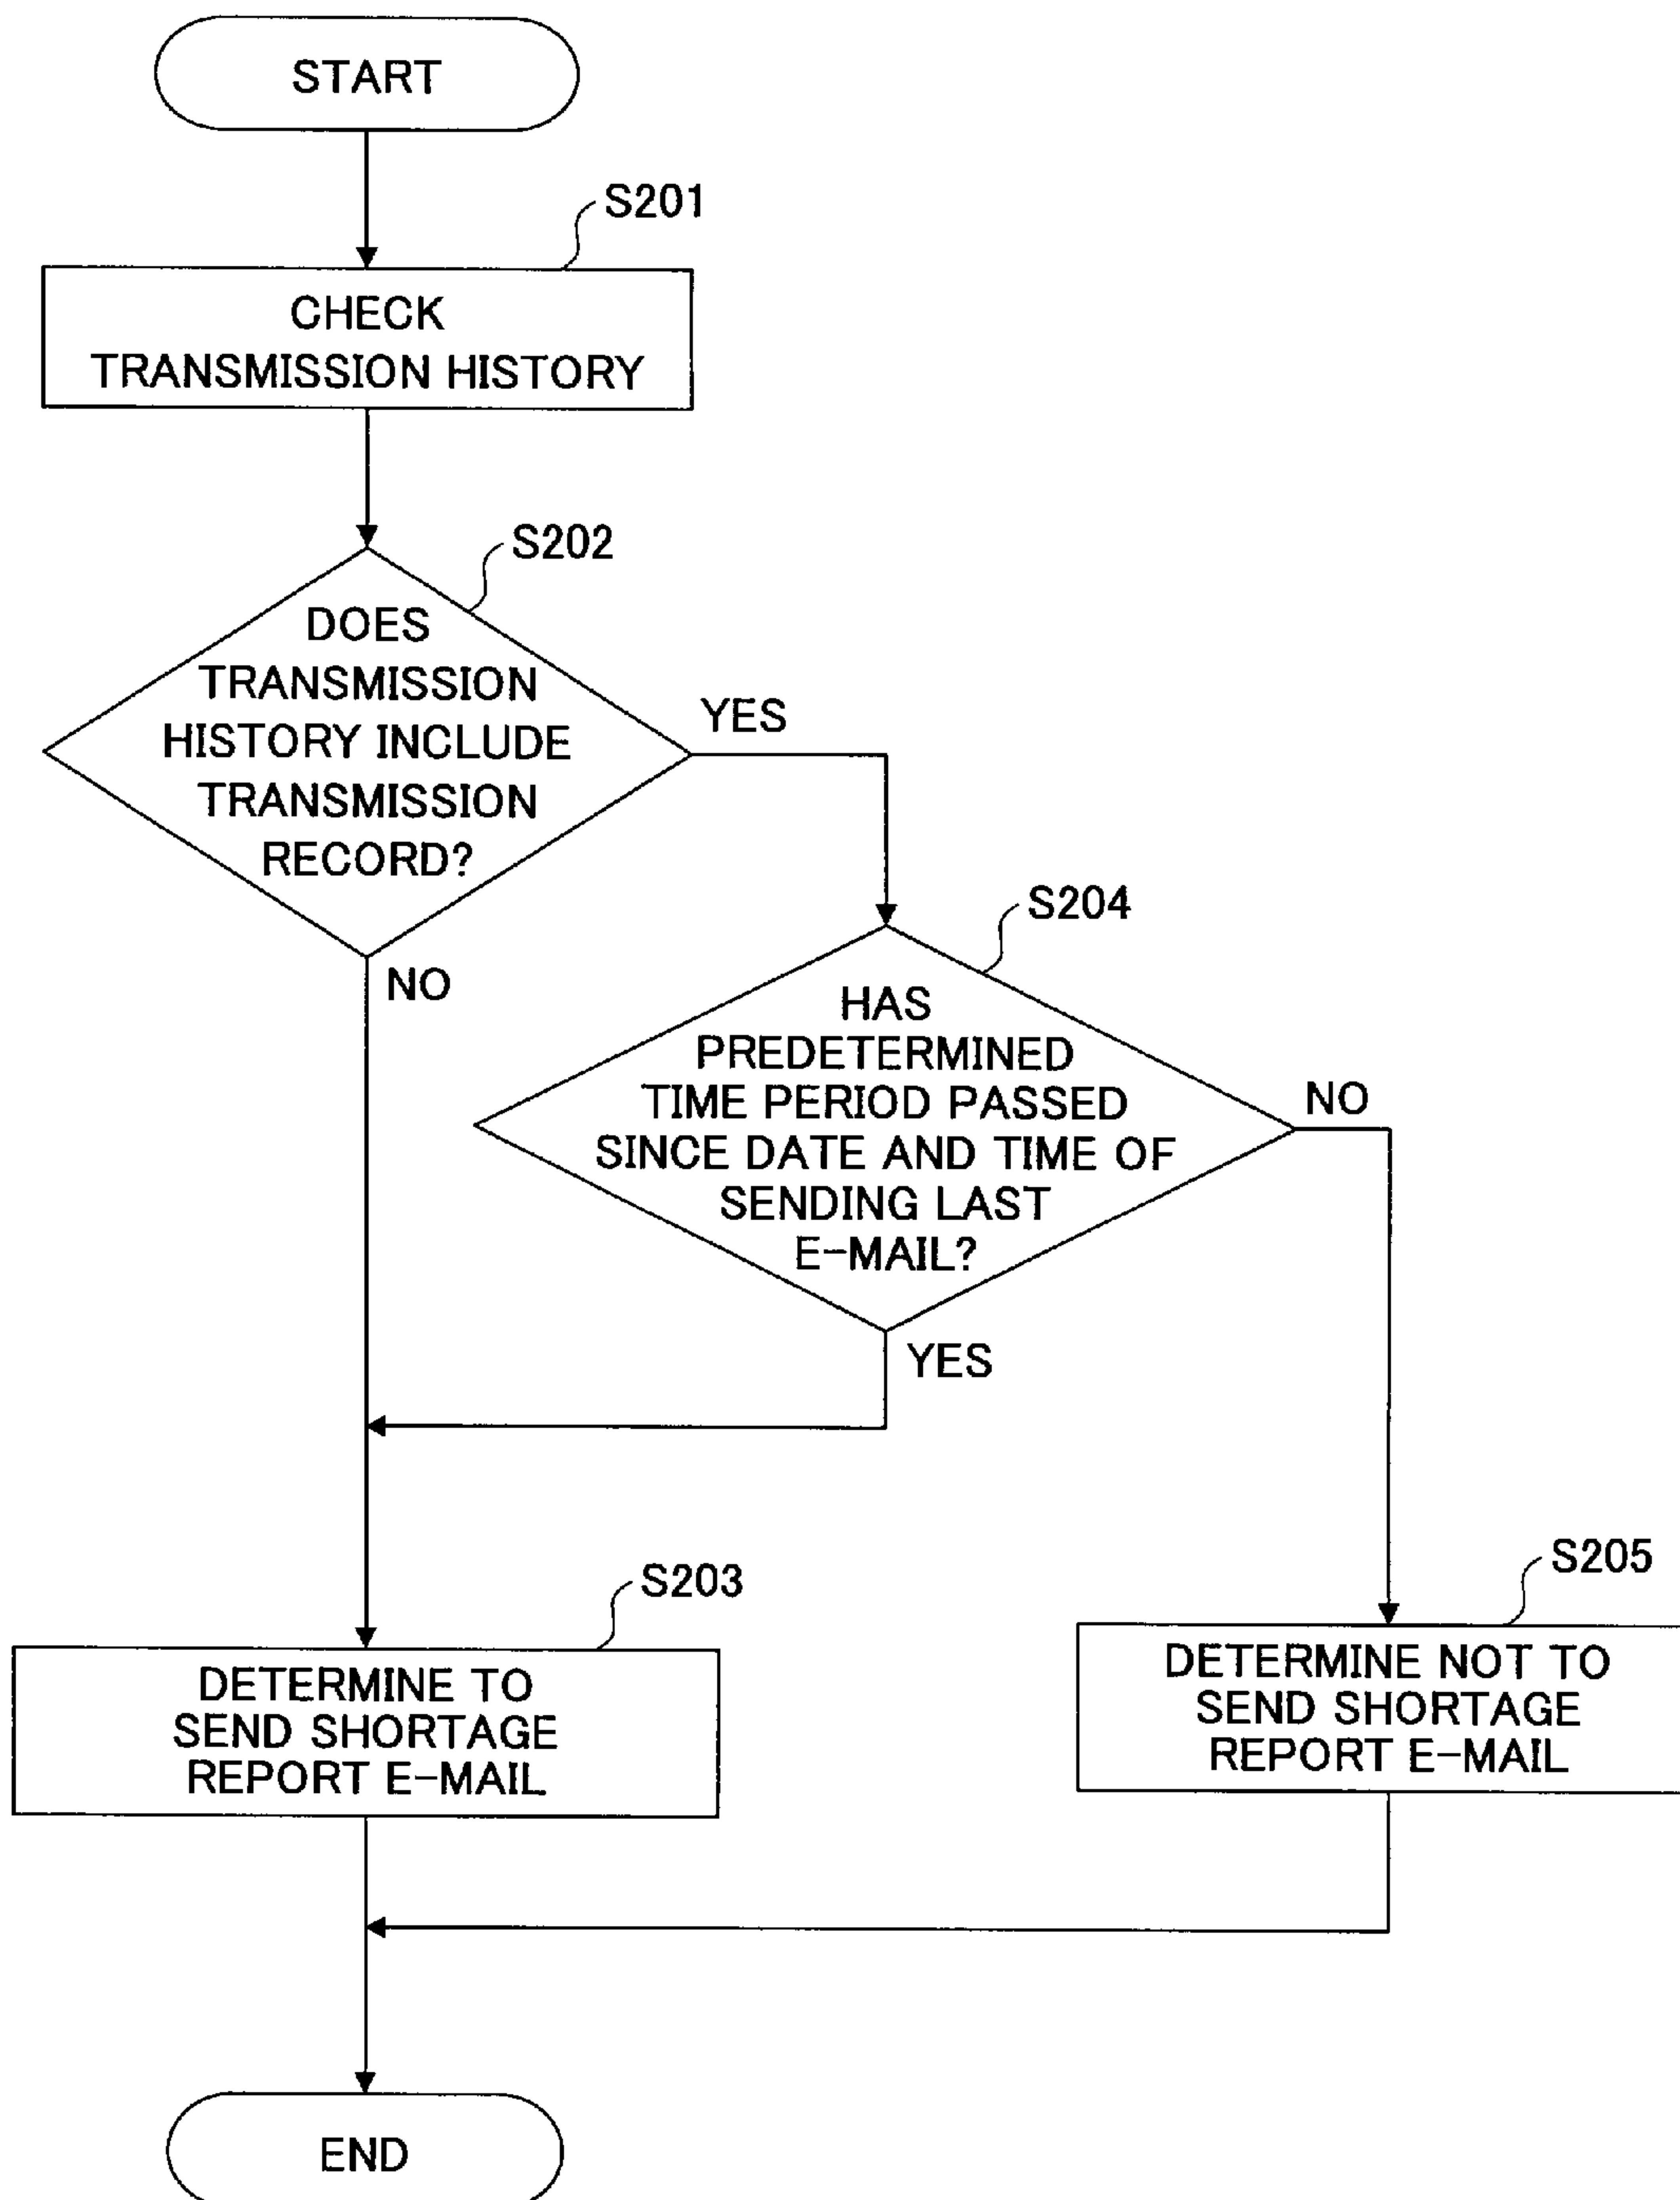 START
S201
CHECK
TRANSMISSION HISTORY
S202
DOES
TRANSMISSION
HISTORY INCLUDE
TRANSMISSION
RECORD?
YES
NO
S204
HAS
PREDETERMINED
TIME PERIOD PASSED
SINCE DATE AND TIME OF
SENDING LAST
E-MAIL?
NO
YES
S203
DETERMINE TO
SEND SHORTAGE
REPORT E-MAIL
S205
DETERMINE NOT TO
SEND SHORTAGE
REPORT E-MAIL
END